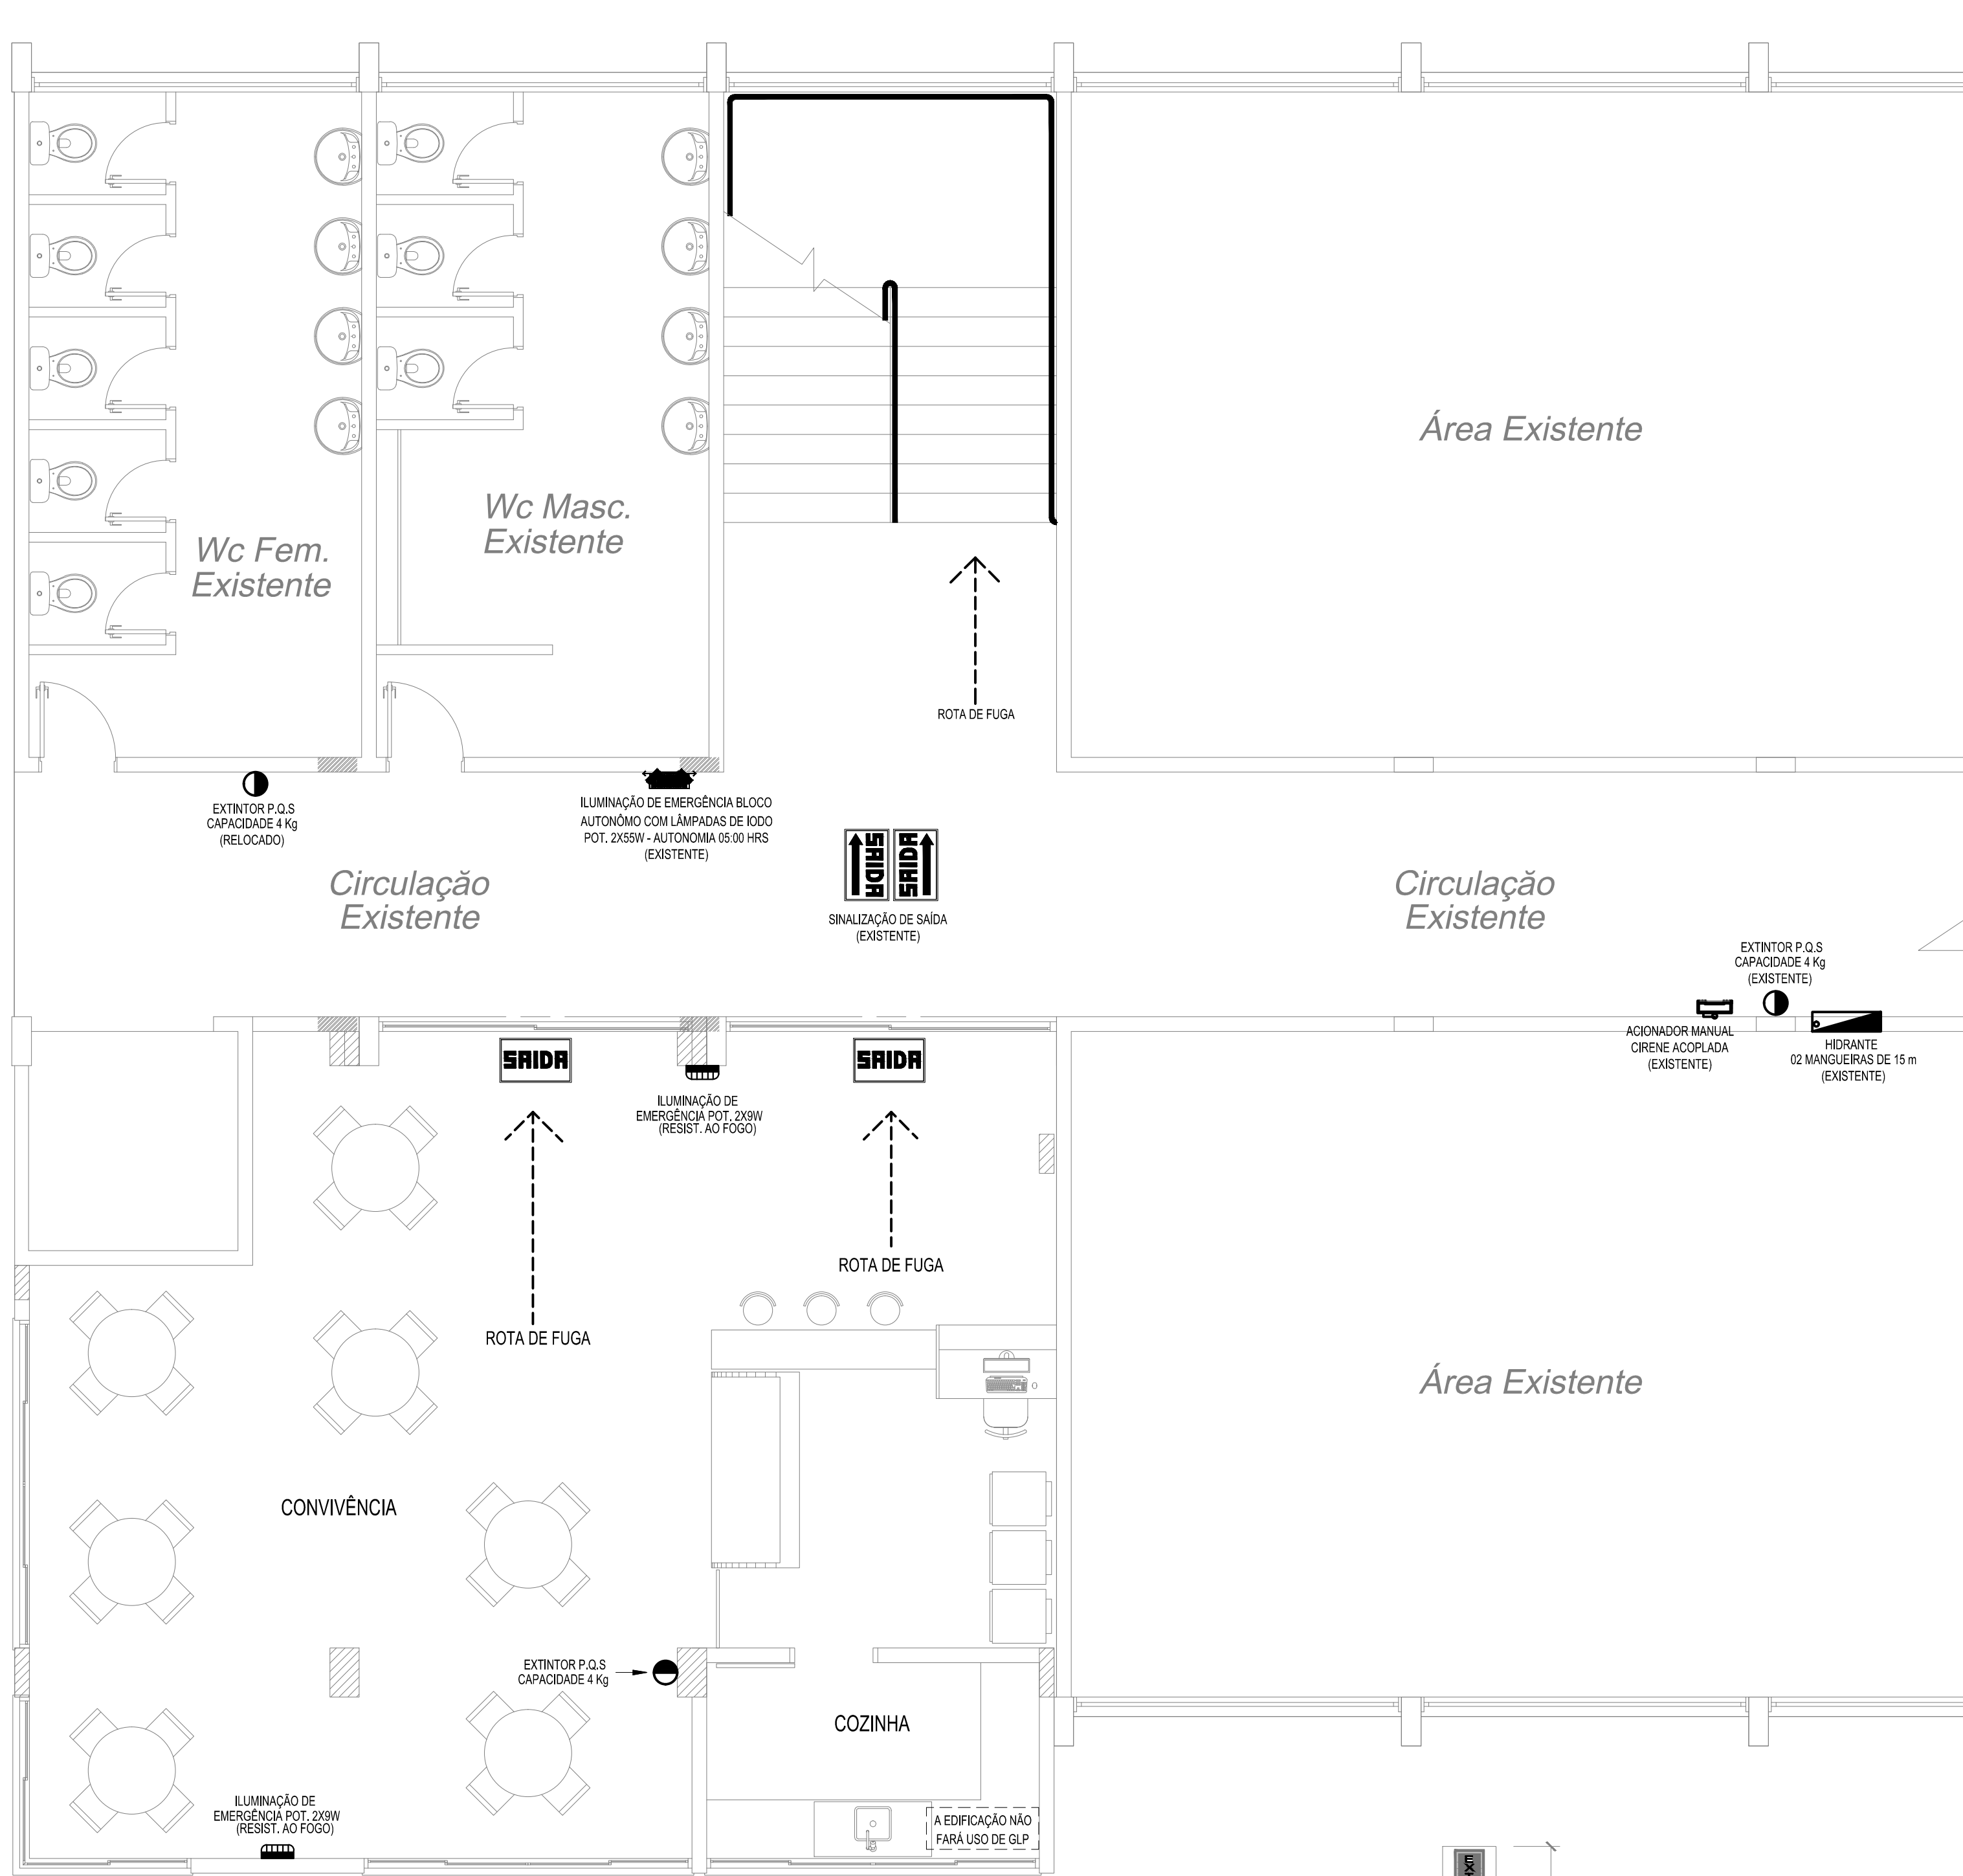 Área Existente
Wc Masc.
Existente
Wc Fem.
Existente
ROTA DE FUGA
EXTINTOR P.Q.S
CAPACIDADE 4 Kg
(RELOCADO)
ILUMINAÇÃO DE EMERGÊNCIA BLOCO
AUTONÔMO COM LÂMPADAS DE IODO
POT. 2X55W - AUTONOMIA 05:00 HRS
(EXISTENTE)
SAIDA
SAIDA
SINALIZAÇÃO DE SAÍDA
(EXISTENTE)
Circulação
Existente
Circulação
Existente
EXTINTOR P.Q.S
CAPACIDADE 4 Kg
(EXISTENTE)
ACIONADOR MANUAL
CIRENE ACOPLADA
(EXISTENTE)
HIDRANTE
02 MANGUEIRAS DE 15 m
(EXISTENTE)
SAIDA
SAIDA
ILUMINAÇÃO DE
EMERGÊNCIA POT. 2X9W
(RESIST. AO FOGO)
ROTA DE FUGA
ROTA DE FUGA
Área Existente
CONVIVÊNCIA
EXTINTOR P.Q.S
CAPACIDADE 4 Kg
COZINHA
ILUMINAÇÃO DE
EMERGÊNCIA POT. 2X9W
(RESIST. AO FOGO)
A EDIFICAÇÃO NÃO
FARÁ USO DE GLP